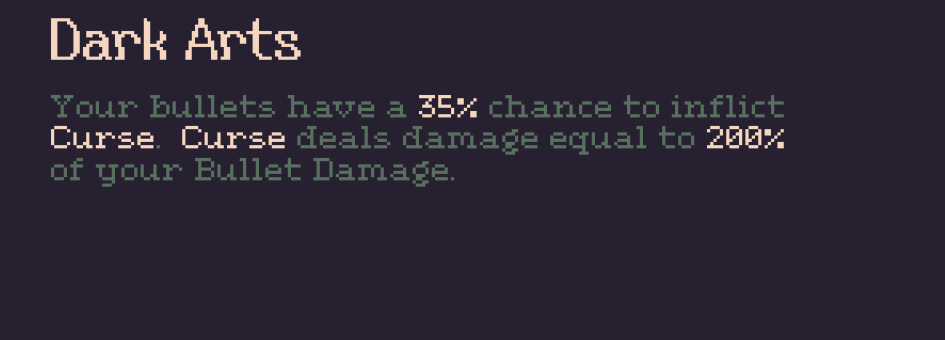 Dark Arts
Your bullets have a 35% chance to inflict
Curse. Curse deals damage equal to 200%
of your Bullet Damage.